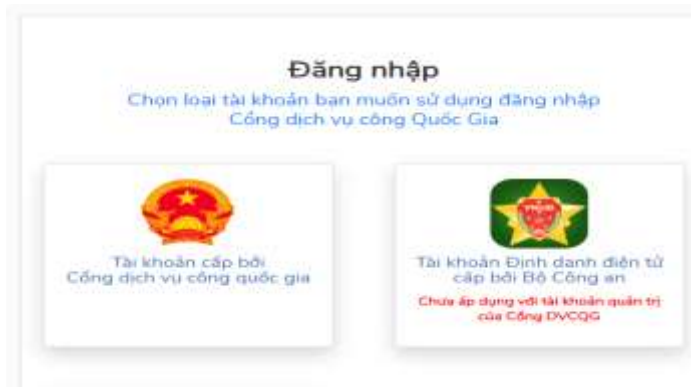 Đăng nhập
Chọn loại tài khoản bạn muốn sử dụng đăng nhập
Cổng dịch vụ công Quốc Gia
Tài khoản cấp bởi
Cổng dịch vụ công quốc gia
Tài khoản Định danh điện tử
cấp bởi Bộ Công an
Chưa áp dụng với tài khoản quản trị
của Cổng DVCQG